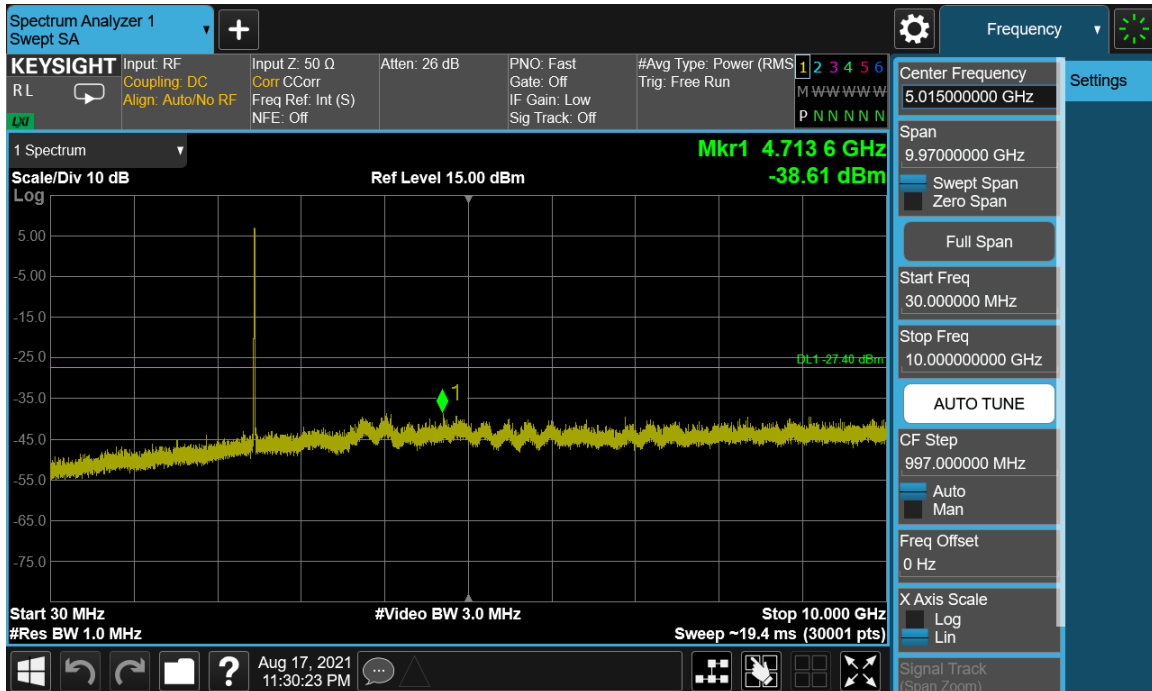 Spectrum Analyzer 1
Swept SA
Frequency
KEYSIGHT
R L
LXI
Input: RF
Coupling: DC
Align: Auto/No RF
Input Z: 50 Ω
Corr CCorr
Freq Ref: Int (S)
NFE: Off
Atten: 26 dB
PNO: Fast
Gate: Off
IF Gain: Low
Sig Track: Off
#Avg Type: Power (RMS
Trig: Free Run
1 2 3 4 5 6
M W W W W W
P N N N N N
1 Spectrum
Mkr1 4.713 6 GHz
Scale/Div 10 dB
Ref Level 15.00 dBm
-38.61 dBm
Log
5.00
-5.00
-15.0
-25.0
DL1 -27.40 dBm
-35.0
1
-45.0
-55.0
-65.0
-75.0
Start 30 MHz
#Video BW 3.0 MHz
Stop 10.000 GHz
#Res BW 1.0 MHz
Sweep ~19.4 ms (30001 pts)
Aug 17, 2021
11:30:23 PM
Center Frequency
5.015000000 GHz
Settings
Span
9.97000000 GHz
Swept Span
Zero Span
Full Span
Start Freq
30.000000 MHz
Stop Freq
10.000000000 GHz
AUTO TUNE
CF Step
997.000000 MHz
Auto
Man
Freq Offset
0 Hz
X Axis Scale
Log
Lin
Signal Track
(Span Zoom)